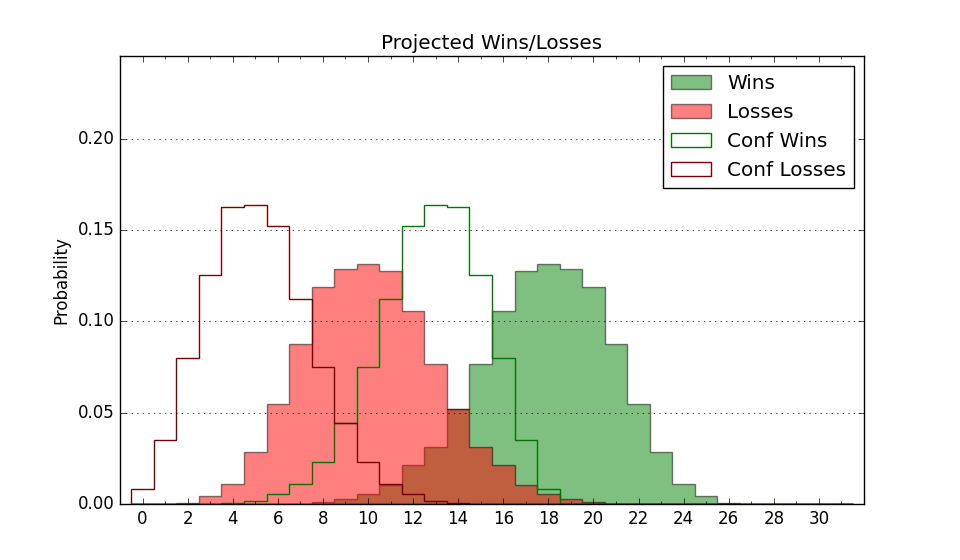 Projected Wins/Losses
Wins
Losses
Conf Wins
Conf Losses
Probability
0.20
0.15
0.10
0.05
0.00
0 2 4 6 8 10 12 14 16 18 20 22 24 26 28 30